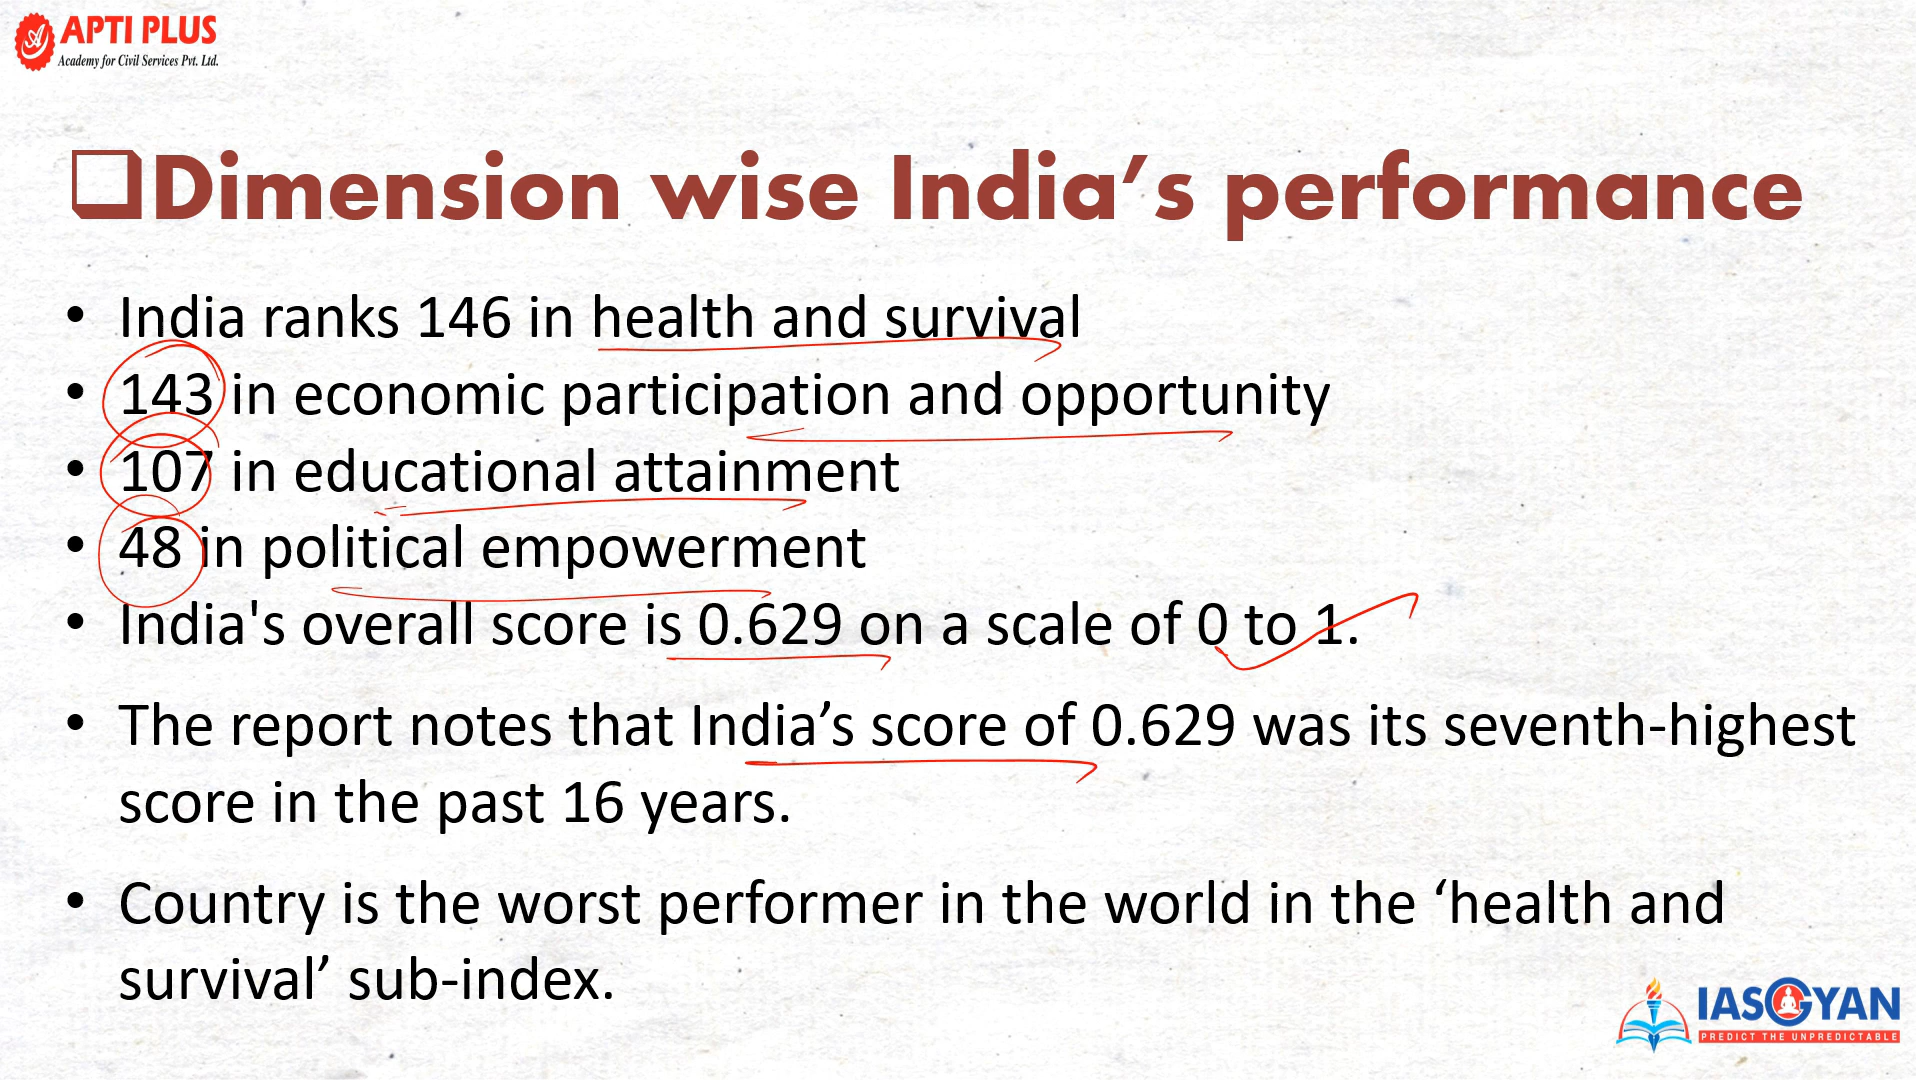 APTI PLUS
Academy for Civil Services Pvt. Ltd.
Dimension wise India’s performance
• India ranks 146 in health and survival
• 143 in economic participation and opportunity
• 107 in educational attainment
• 48 in political empowerment
• India's overall score is 0.629 on a scale of 0 to 1.
• The report notes that India’s score of 0.629 was its seventh-highest
score in the past 16 years.
• Country is the worst performer in the world in the ‘health and
survival’ sub-index.
IASGYAN
PREDICT THE UNPREDICTABLE